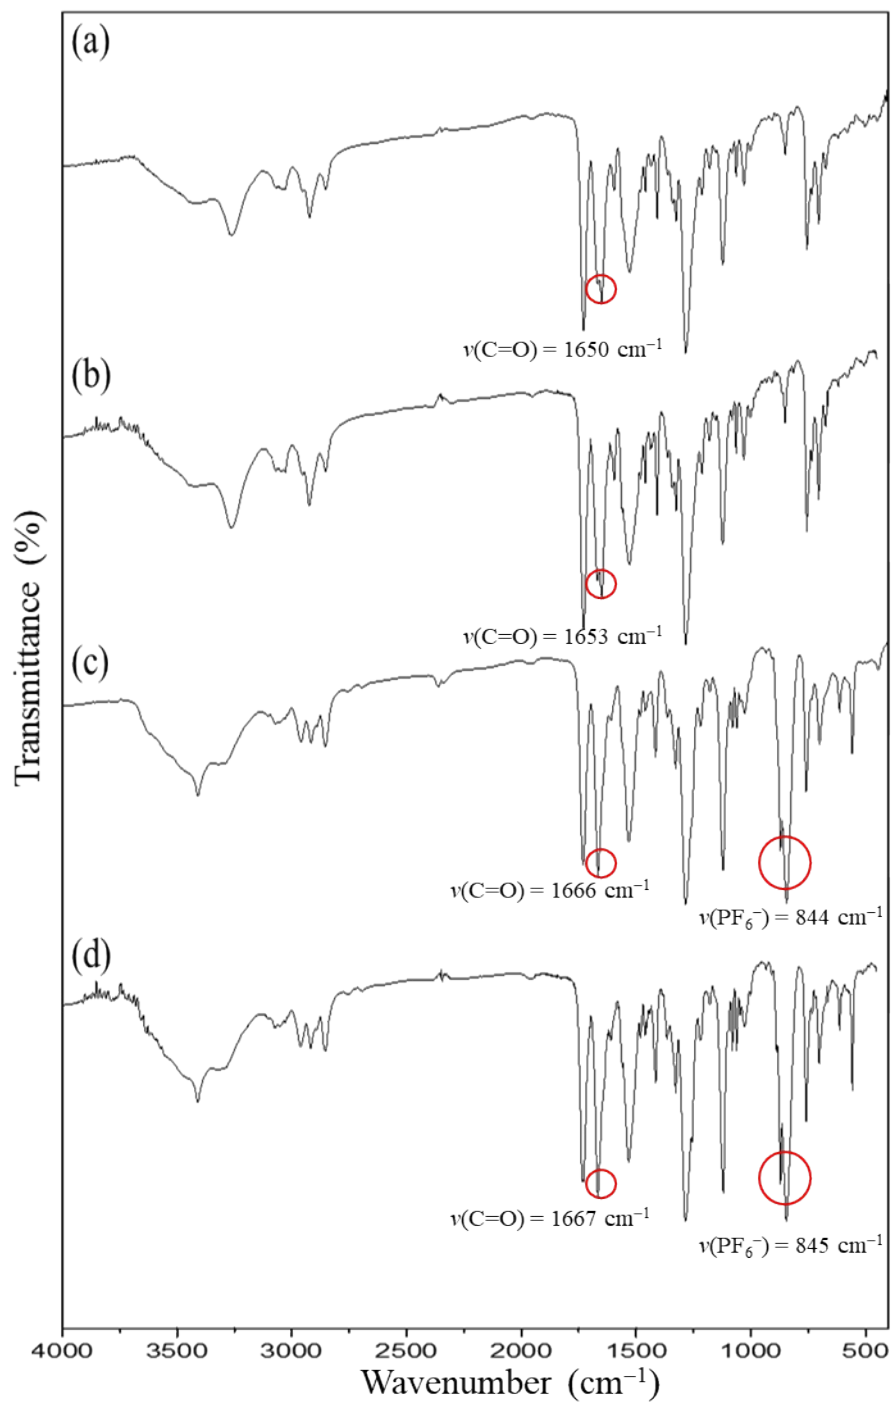 (a)
ν(C=O) = 1650 cm⁻¹
(b)
ν(C=O) = 1653 cm⁻¹
(c)
ν(C=O) = 1666 cm⁻¹
ν(PF₆⁻) = 844 cm⁻¹
(d)
ν(C=O) = 1667 cm⁻¹
ν(PF₆⁻) = 845 cm⁻¹
Transmittance (%)
4000 3500 3000 2500 2000 1500 1000 500
Wavenumber (cm⁻¹)